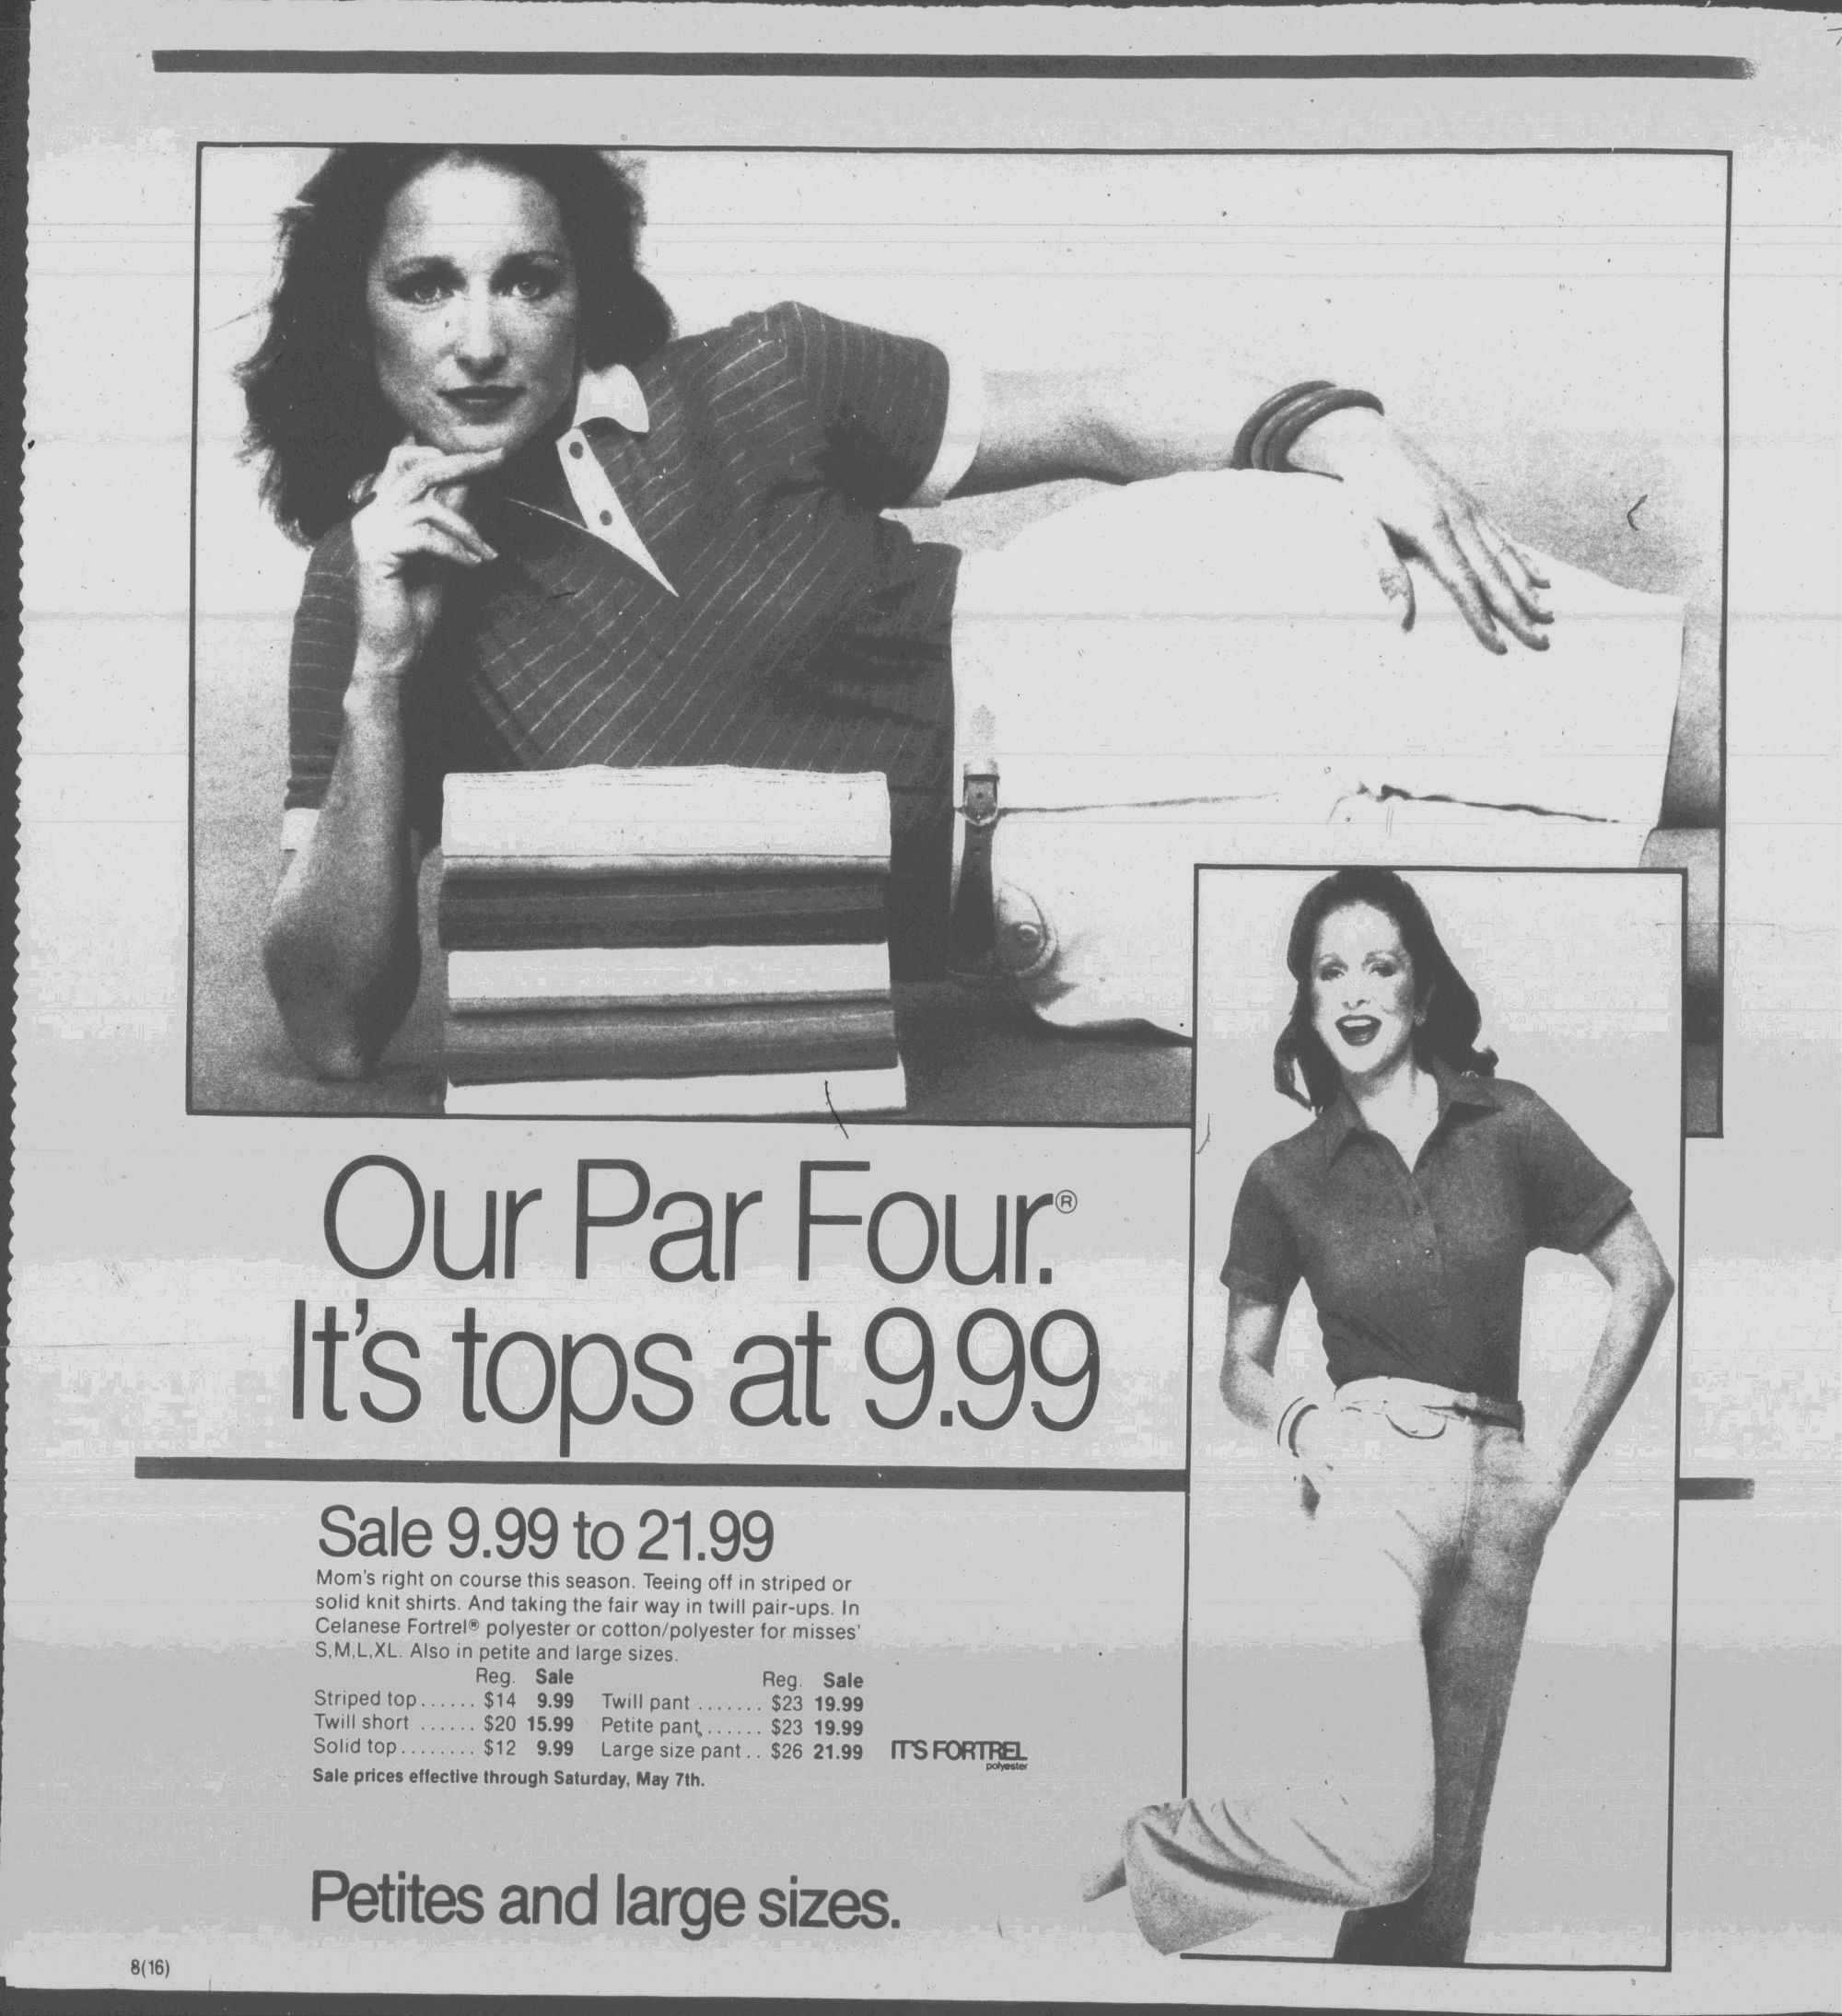 Our Par Four.®
It's tops at 9.99
Sale 9.99 to 21.99
Mom's right on course this season. Teeing off in striped or
solid knit shirts. And taking the fair way in twill pair-ups. In
Celanese Fortrel® polyester or cotton/polyester for misses'
S,M,L,XL. Also in petite and large sizes.
Reg. Sale Reg. Sale
Striped top...... $14 9.99 Twill pant ....... $23 19.99
Twill short ...... $20 15.99 Petite pant....... $23 19.99
Solid top........ $12 9.99 Large size pant.. $26 21.99
IT'S FORTREL
polyester
Sale prices effective through Saturday, May 7th.
Petites and large sizes.
8(16)